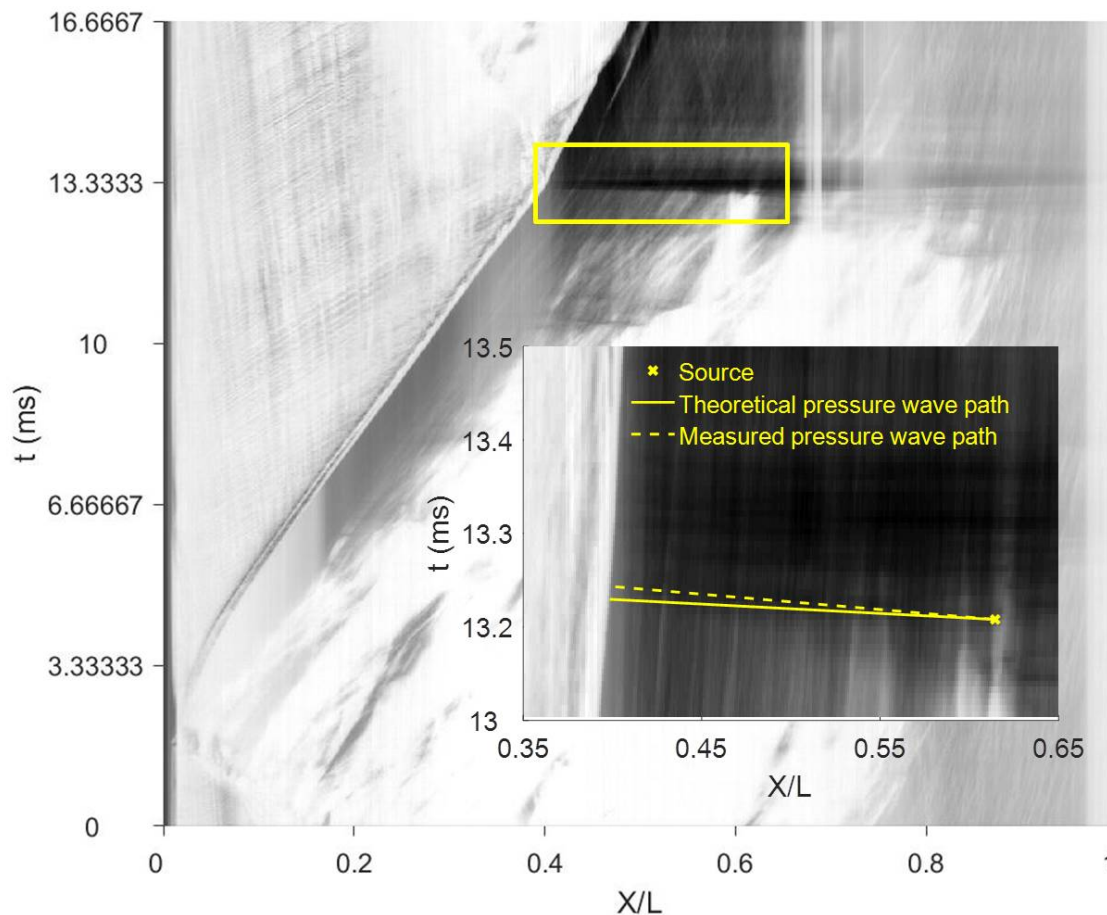 16.6667
13.3333
10
6.66667
3.33333
0
t (ms)
0
0.2
0.4
0.6
0.8
X/L
13.5
13.4
13.3
13.2
13
t (ms)
Source
Theoretical pressure wave path
Measured pressure wave path
0.35
0.45
0.55
0.65
X/L